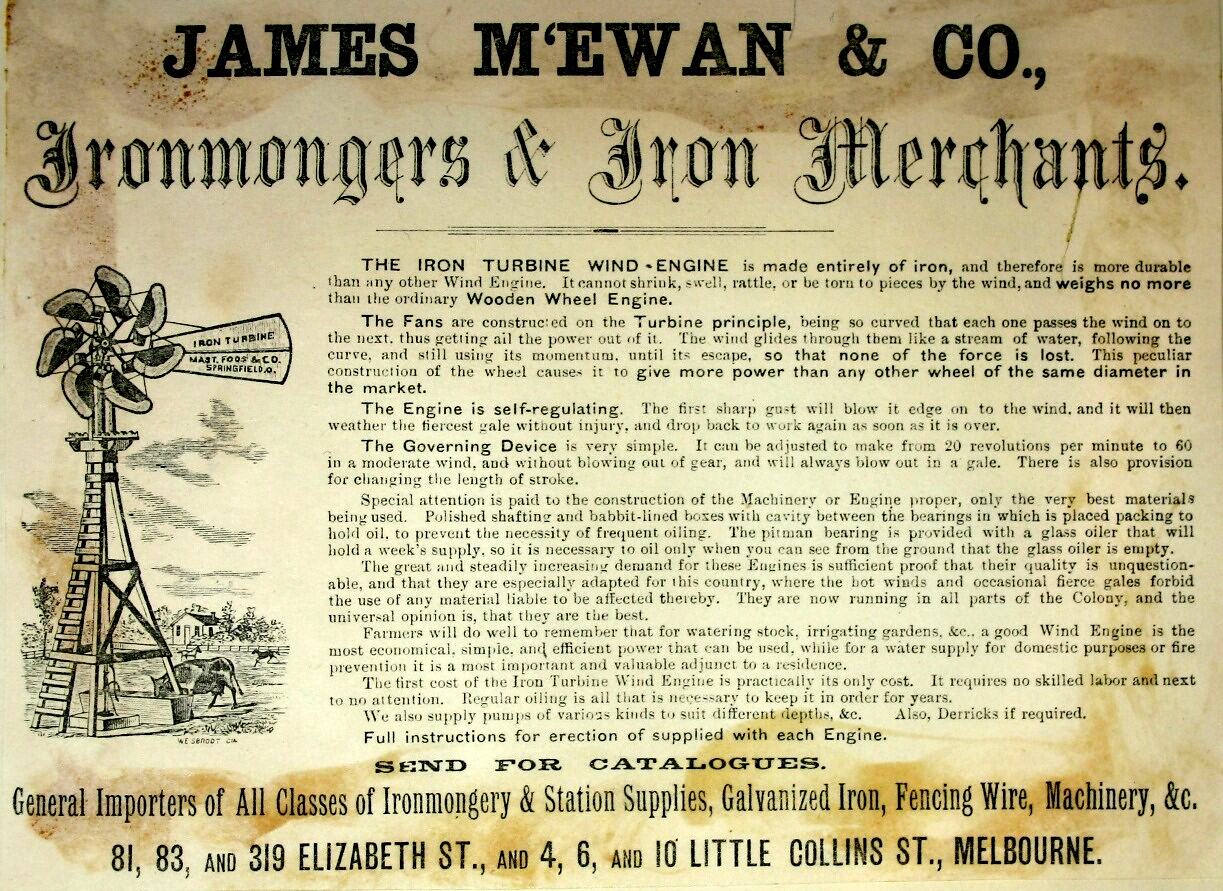 JAMES M'EWAN & CO.,
Ironmongers & Iron Merchants.
IRON TURBINE
MAST, FOOS & CO.
SPRINGFIELD, O.
THE IRON TURBINE WIND-ENGINE is made entirely of iron, and therefore is more durable
than any other Wind Engine. It cannot shrink, swell, rattle, or be torn to pieces by the wind, and weighs no more
than the ordinary Wooden Wheel Engine.
The Fans are constructed on the Turbine principle, being so curved that each one passes the wind on to
the next, thus getting all the power out of it. The wind glides through them like a stream of water, following the
curve, and still using its momentum, until its escape, so that none of the force is lost. This peculiar
construction of the wheel causes it to give more power than any other wheel of the same diameter in
the market.
The Engine is self-regulating. The first sharp gust will blow it edge on to the wind, and it will then
weather the fiercest gale without injury, and drop back to work again as soon as it is over.
The Governing Device is very simple. It can be adjusted to make from 20 revolutions per minute to 60
in a moderate wind, and without blowing out of gear, and will always blow out in a gale. There is also provision
for changing the length of stroke.
Special attention is paid to the construction of the Machinery or Engine proper, only the very best materials
being used. Polished shafting and babbit-lined boxes with cavity between the bearings in which is placed packing to
hold oil, to prevent the necessity of frequent oiling. The pitman bearing is provided with a glass oiler that will
hold a week's supply, so it is necessary to oil only when you can see from the ground that the glass oiler is empty.
The great and steadily increasing demand for these Engines is sufficient proof that their quality is unquestion-
able, and that they are especially adapted for this country, where the hot winds and occasional fierce gales forbid
the use of any material liable to be affected thereby. They are now running in all parts of the Colony, and the
universal opinion is, that they are the best.
Farmers will do well to remember that for watering stock, irrigating gardens, &c., a good Wind Engine is the
most economical, simple, and efficient power that can be used, while for a water supply for domestic purposes or fire
prevention it is a most important and valuable adjunct to a residence.
The first cost of the Iron Turbine Wind Engine is practically its only cost. It requires no skilled labor and next
to no attention. Regular oiling is all that is necessary to keep it in order for years.
We also supply pumps of various kinds to suit different depths, &c. Also, Derricks if required.
Full instructions for erection of supplied with each Engine.
SEND FOR CATALOGUES.
General Importers of All Classes of Ironmongery & Station Supplies, Galvanized Iron, Fencing Wire, Machinery, &c.
81, 83, AND 319 ELIZABETH ST., AND 4, 6, AND 10 LITTLE COLLINS ST., MELBOURNE.